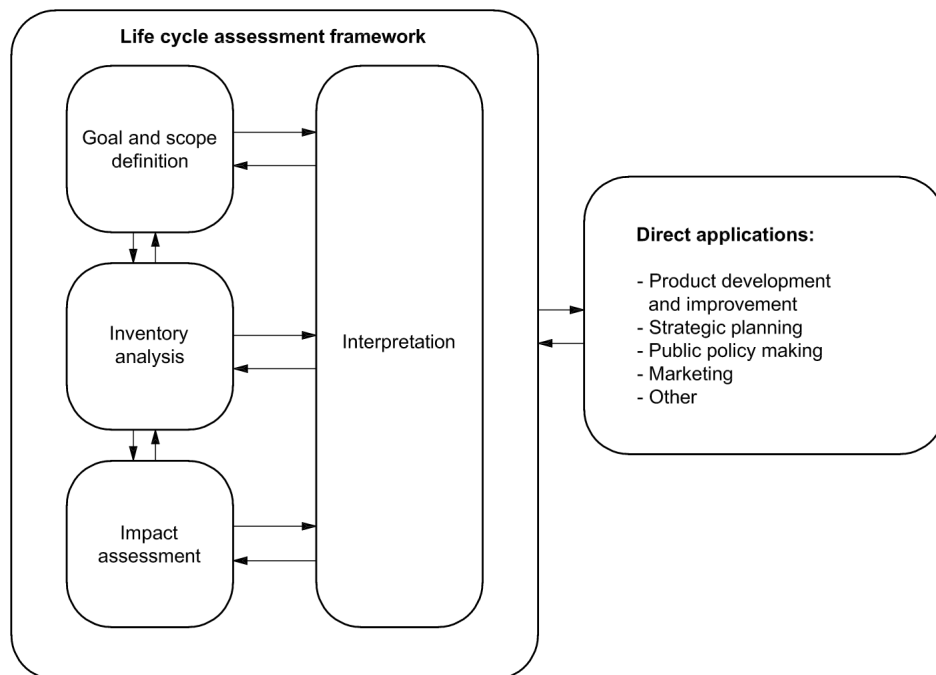 Life cycle assessment framework
Goal and scope
definition
Inventory
analysis
Impact
assessment
Interpretation
Direct applications:
- Product development
and improvement
- Strategic planning
- Public policy making
- Marketing
- Other